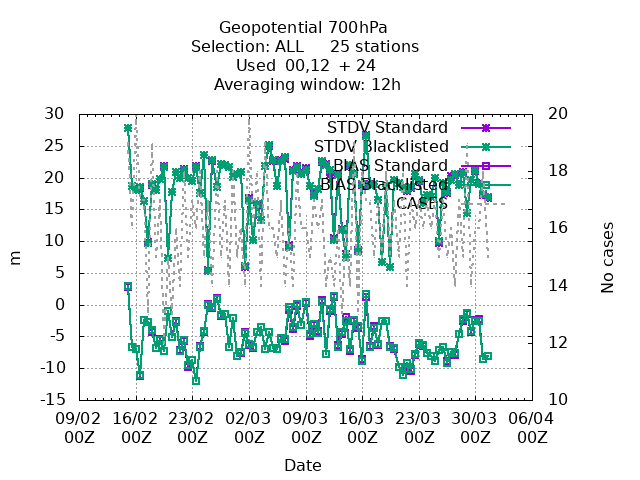 Geopotential 700hPa
Selection: ALL     25 stations
Used  00,12  + 24
Averaging window: 12h
30
25
20
15
10
5
0
-5
-10
-15
m
20
18
16
14
12
10
No cases
STDV Standard
STDV Blacklisted
BIAS Standard
BIAS Blacklisted
CASES
09/02 16/02 23/02 02/03 09/03 16/03 23/03 30/03 06/04
00Z 00Z 00Z 00Z 00Z 00Z 00Z 00Z 00Z
Date